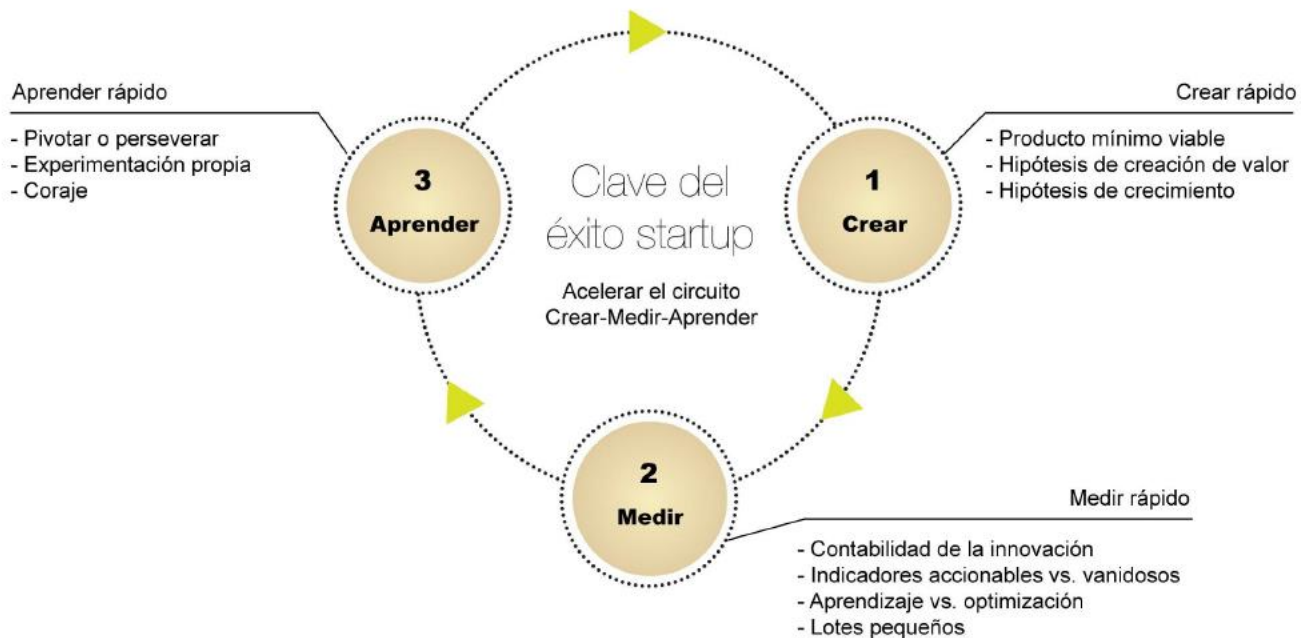 Aprender rápido
- Pivotar o perseverar
- Experimentación propia
- Coraje
3
Aprender
Clave del
éxito startup
Acelerar el circuito
Crear-Medir-Aprender
Crear rápido
- Producto mínimo viable
- Hipótesis de creación de valor
- Hipótesis de crecimiento
1
Crear
2
Medir
Medir rápido
- Contabilidad de la innovación
- Indicadores accionables vs. vanidosos
- Aprendizaje vs. optimización
- Lotes pequeños